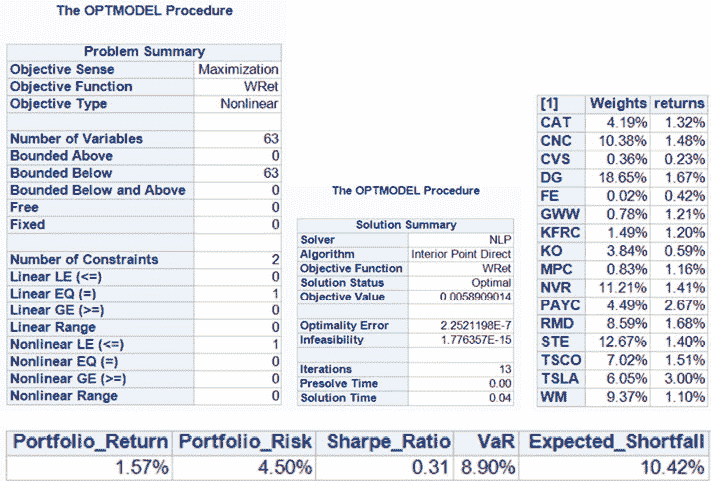 The OPTMODEL Procedure
Problem Summary
Objective Sense Maximization
Objective Function WRet
Objective Type Nonlinear
Number of Variables 63
Bounded Above 0
Bounded Below 63
Bounded Below and Above 0
Free 0
Fixed 0
Number of Constraints 2
Linear LE (<=) 0
Linear EQ (=) 1
Linear GE (>=) 0
Linear Range 0
Nonlinear LE (<=) 1
Nonlinear EQ (=) 0
Nonlinear GE (>=) 0
Nonlinear Range 0
The OPTMODEL Procedure
Solution Summary
Solver NLP
Algorithm Interior Point Direct
Objective Function WRet
Solution Status Optimal
Objective Value 0.0058909014
Optimality Error 2.2521198E-7
Infeasibility 1.776357E-15
Iterations 13
Presolve Time 0.00
Solution Time 0.04
[1] Weights returns
CAT 4.19% 1.32%
CNC 10.38% 1.48%
CVS 0.36% 0.23%
DG 18.65% 1.67%
FE 0.02% 0.42%
GWW 0.78% 1.21%
KFRC 1.49% 1.20%
KO 3.84% 0.59%
MPC 0.83% 1.16%
NVR 11.21% 1.41%
PAYC 4.49% 2.67%
RMD 8.59% 1.68%
STE 12.67% 1.40%
TSCO 7.02% 1.51%
TSLA 6.05% 3.00%
WM 9.37% 1.10%
Portfolio_Return Portfolio_Risk Sharpe_Ratio VaR Expected_Shortfall
1.57% 4.50% 0.31 8.90% 10.42%